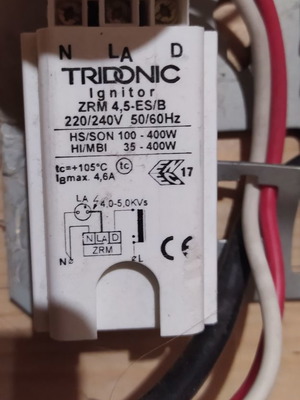 N LA D
TRIDONIC
Ignitor
ZRM 4,5-ES/B
220/240V 50/60Hz
HS/SON 100 - 400W
HI/MBI 35 - 400W
tc=+105°C tc
Igmax. 4,6A
17
LA 4,0-5,0KVs
N LA D
ZRM
N L
CE